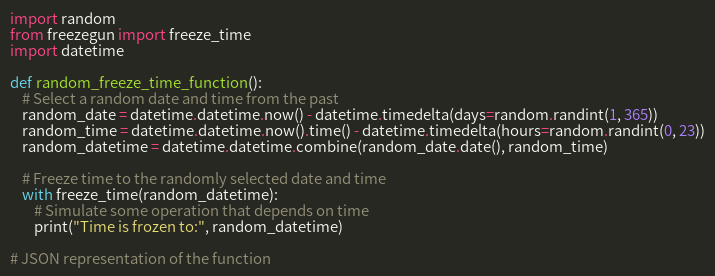 import random
from freezegun import freeze_time
import datetime
def random_freeze_time_function():
# Select a random date and time from the past
random_date = datetime.datetime.now() - datetime.timedelta(days=random.randint(1, 365))
random_time = datetime.datetime.now().time() - datetime.timedelta(hours=random.randint(0, 23))
random_datetime = datetime.datetime.combine(random_date.date(), random_time)
# Freeze time to the randomly selected date and time
with freeze_time(random_datetime):
# Simulate some operation that depends on time
print("Time is frozen to:", random_datetime)
# JSON representation of the function